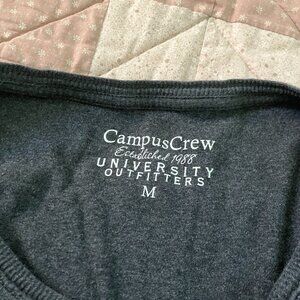 CampusCrew
Established 1988
UNIVERSITY
OUTFITTERS
M